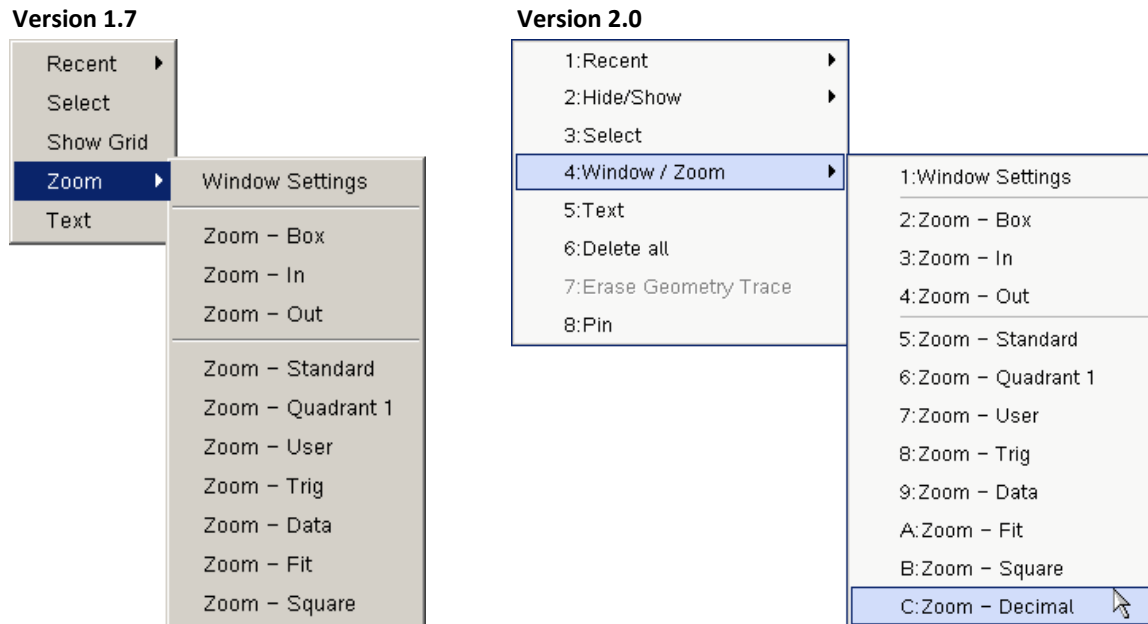 Version 1.7
Recent
Select
Show Grid
Zoom
Text
Window Settings
Zoom – Box
Zoom – In
Zoom – Out
Zoom – Standard
Zoom – Quadrant 1
Zoom – User
Zoom – Trig
Zoom – Data
Zoom – Fit
Zoom – Square
Version 2.0
1:Recent
2:Hide/Show
3:Select
4:Window / Zoom
5:Text
6:Delete all
7:Erase Geometry Trace
8:Pin
1:Window Settings
2:Zoom – Box
3:Zoom – In
4:Zoom – Out
5:Zoom – Standard
6:Zoom – Quadrant 1
7:Zoom – User
8:Zoom – Trig
9:Zoom – Data
A:Zoom – Fit
B:Zoom – Square
C:Zoom – Decimal